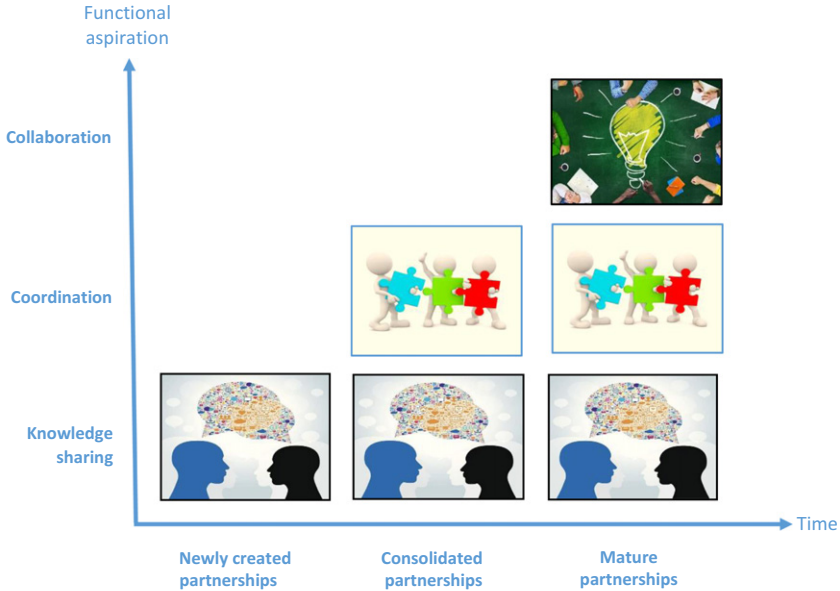 Functional
aspiration
Collaboration
Coordination
Knowledge
sharing
Time
Newly created
partnerships
Consolidated
partnerships
Mature
partnerships